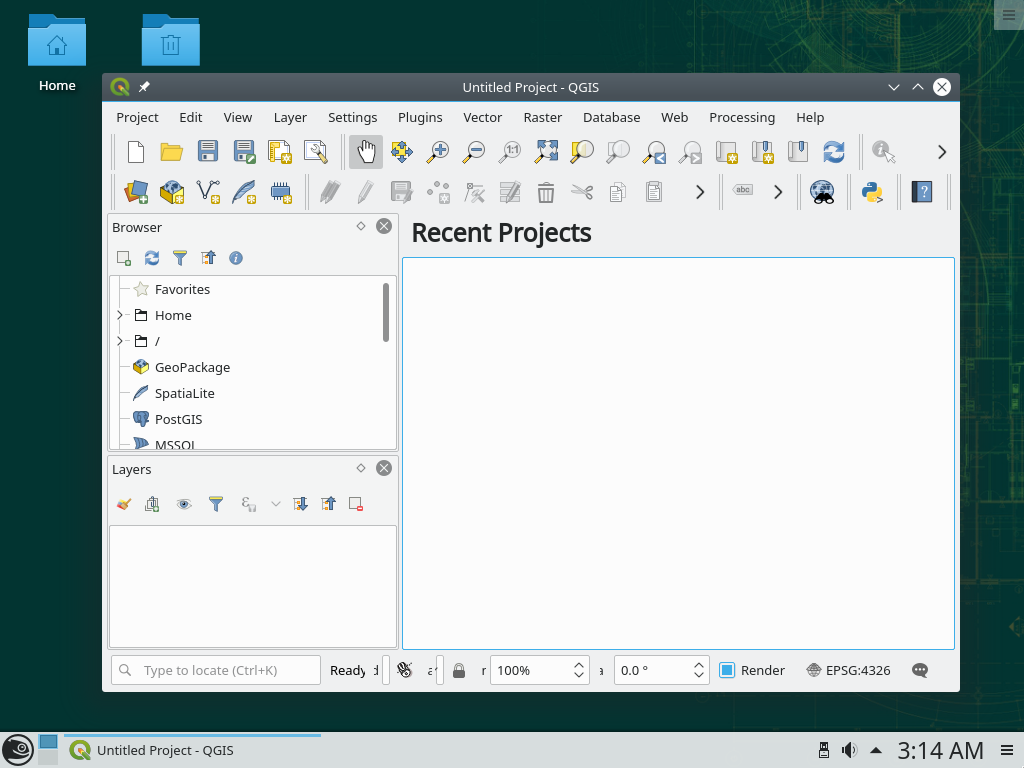 Home
Untitled Project - QGIS
Project Edit View Layer Settings Plugins Vector Raster Database Web Processing Help
1:1
abc
Browser
Recent Projects
Favorites
Home
/
GeoPackage
SpatiaLite
PostGIS
MSSQL
Layers
Type to locate (Ctrl+K) Ready 100% 0.0 ° Render EPSG:4326
Untitled Project - QGIS
3:14 AM